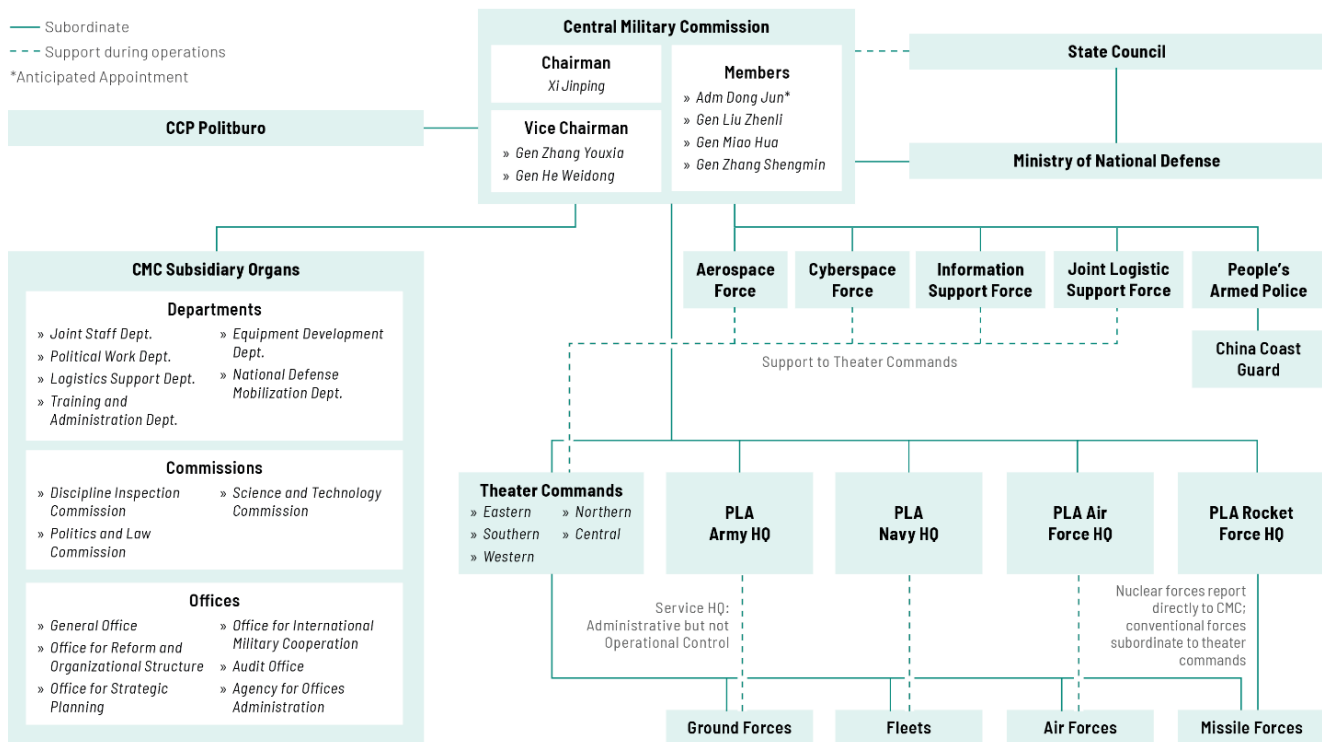 Subordinate
Support during operations
*Anticipated Appointment
Central Military Commission
Chairman
Xi Jinping
Vice Chairman
» Gen Zhang Youxia
» Gen He Weidong
Members
» Adm Dong Jun*
» Gen Liu Zhenli
» Gen Miao Hua
» Gen Zhang Shengmin
State Council
CCP Politburo
Ministry of National Defense
CMC Subsidiary Organs
Departments
» Joint Staff Dept.
» Political Work Dept.
» Logistics Support Dept.
» Training and
Administration Dept.
» Equipment Development
Dept.
» National Defense
Mobilization Dept.
Commissions
» Discipline Inspection
Commission
» Politics and Law
Commission
» Science and Technology
Commission
Offices
» General Office
» Office for Reform and
Organizational Structure
» Office for Strategic
Planning
» Office for International
Military Cooperation
» Audit Office
» Agency for Offices
Administration
Aerospace
Force
Cyberspace
Force
Information
Support Force
Joint Logistic
Support Force
People's
Armed Police
China Coast
Guard
Support to Theater Commands
Theater Commands
» Eastern
» Southern
» Western
» Northern
» Central
PLA
Army HQ
PLA
Navy HQ
PLA Air
Force HQ
PLA Rocket
Force HQ
Service HQ:
Administrative but not
Operational Control
Nuclear forces report
directly to CMC;
conventional forces
subordinate to theater
commands
Ground Forces
Fleets
Air Forces
Missile Forces